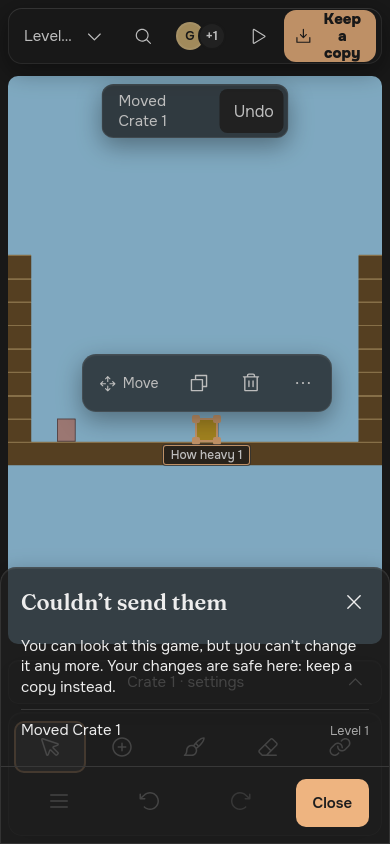 Level...
G
+1
Keep
a
copy
Moved
Crate 1
Undo
Move
How heavy 1
Couldn’t send them
You can look at this game, but you can’t change
it any more. Your changes are safe here: keep a
copy instead.
Crate 1 · settings
Moved Crate 1
Level 1
Close